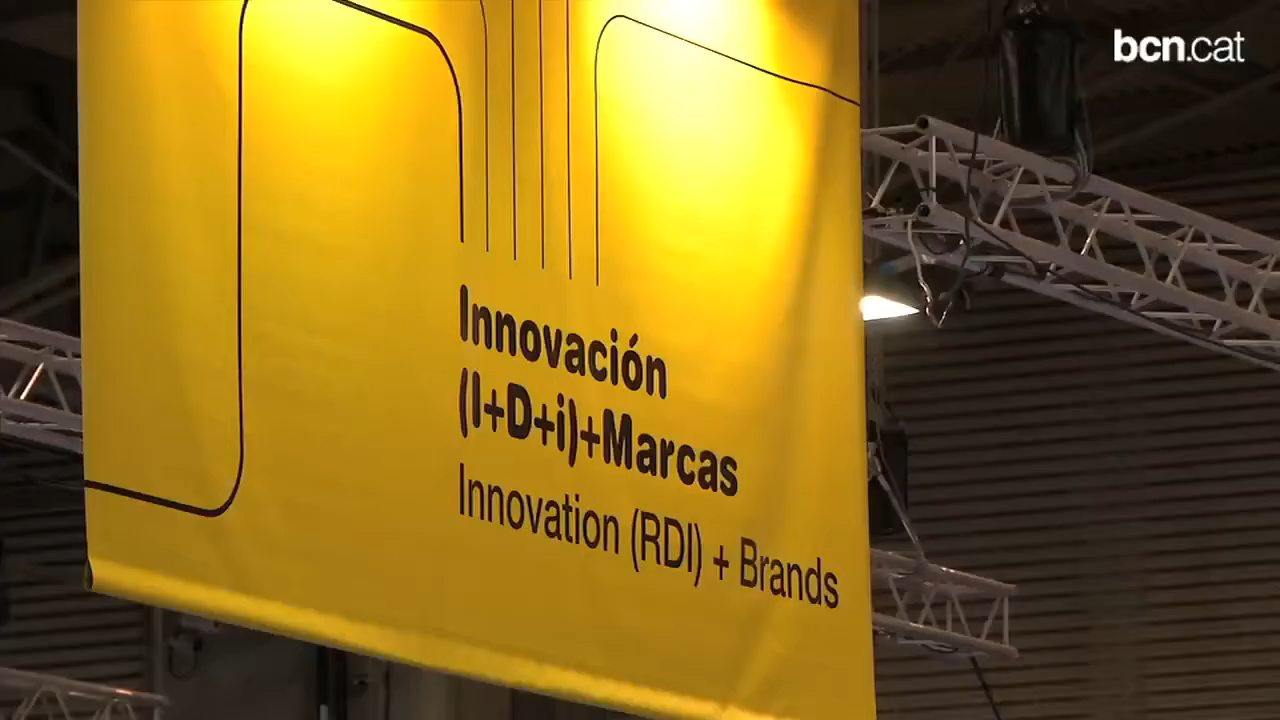 bcn.cat
Innovación
(I+D+i)+Marcas
Innovation (RDI) + Brands